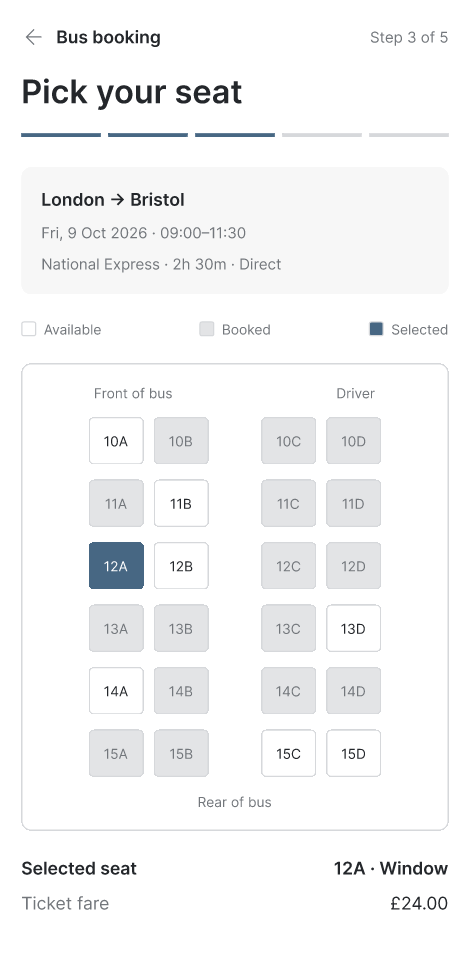 Bus booking Step 3 of 5
Pick your seat
London → Bristol
Fri, 9 Oct 2026 · 09:00–11:30
National Express · 2h 30m · Direct
Available Booked Selected
Front of bus Driver
10A 10B 10C 10D
11A 11B 11C 11D
12A 12B 12C 12D
13A 13B 13C 13D
14A 14B 14C 14D
15A 15B 15C 15D
Rear of bus
Selected seat 12A · Window
Ticket fare £24.00